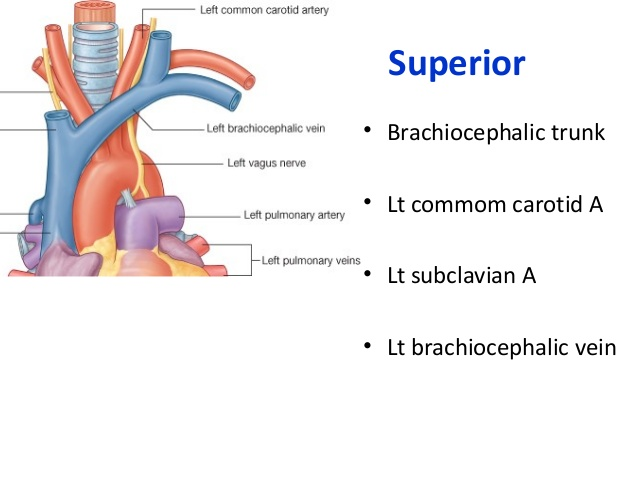 Left common carotid artery
Left brachiocephalic vein
Left vagus nerve
Left pulmonary artery
Left pulmonary veins
Superior
• Brachiocephalic trunk
• Lt commom carotid A
• Lt subclavian A
• Lt brachiocephalic vein